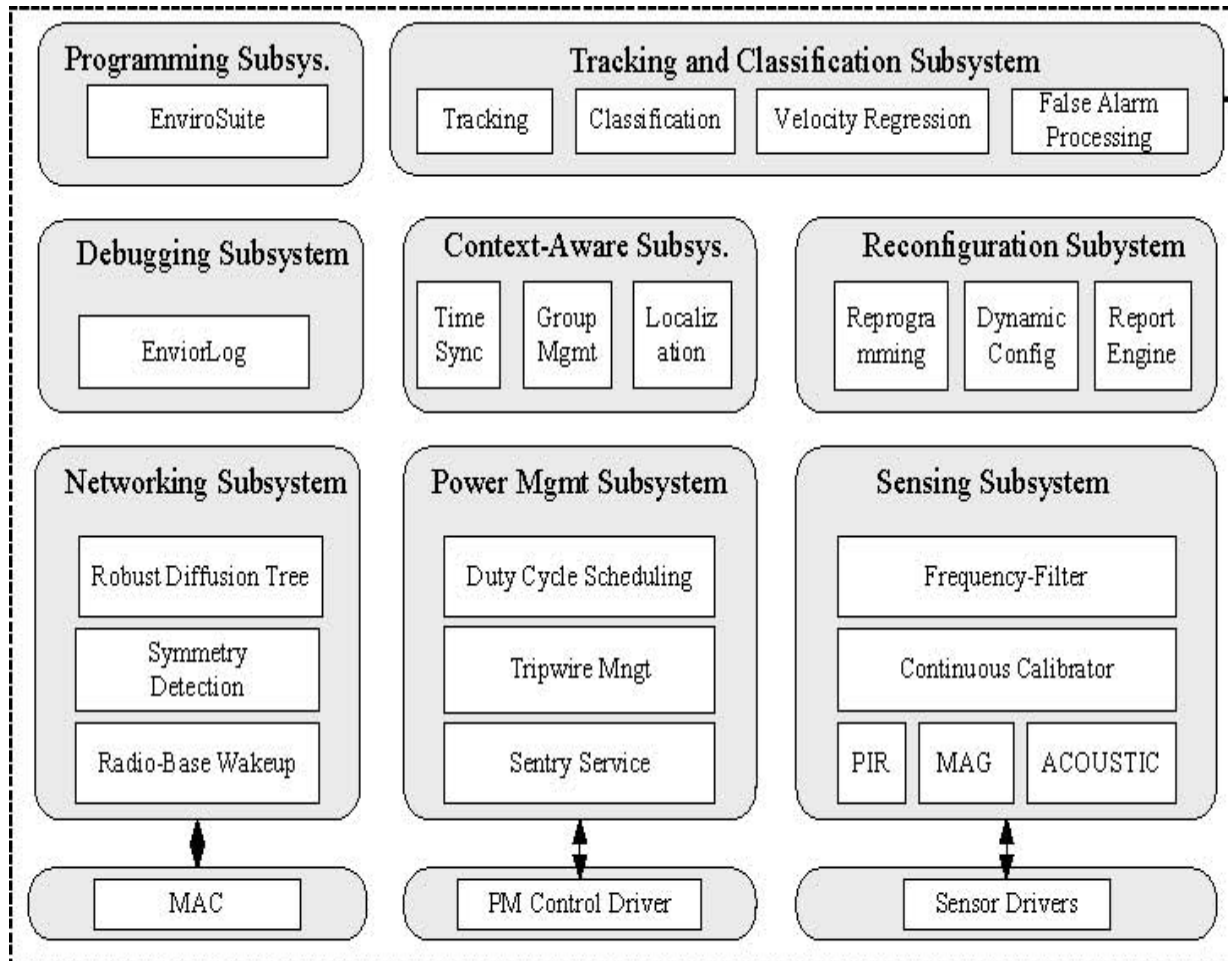 Programming Subsys.
EnviroSuite
Tracking and Classification Subsystem
Tracking
Classification
Velocity Regression
False Alarm
Processing
Debugging Subsystem
EnviorLog
Context-Aware Subsys.
Time
Sync
Group
Mgmt
Localiz
ation
Reconfiguration Subystem
Reprogra
mming
Dynamic
Config
Report
Engine
Networking Subsystem
Robust Diffusion Tree
Symmetry
Detection
Radio-Base Wakeup
Power Mgmt Subsystem
Duty Cycle Scheduling
Tripwire Mngt
Sentry Service
Sensing Subsystem
Frequency-Filter
Continuous Calibrator
PIR
MAG
ACOUSTIC
MAC
PM Control Driver
Sensor Drivers